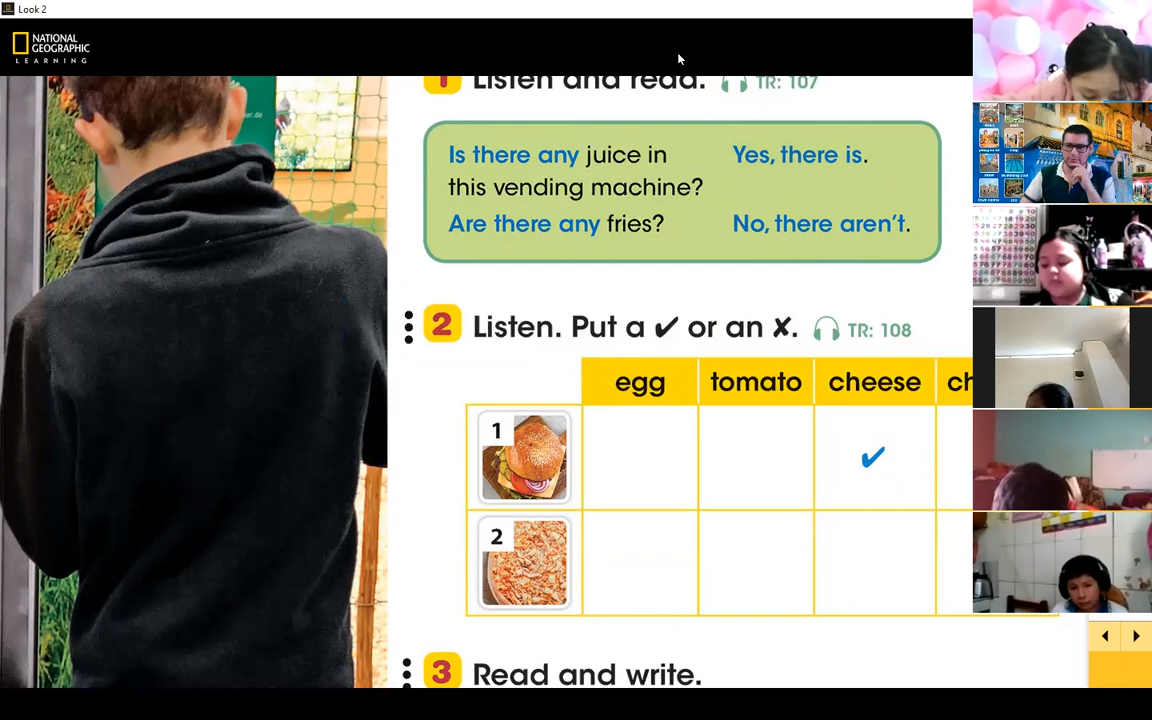 Look 2
NATIONAL
GEOGRAPHIC
LEARNING
1 Listen and read. TR: 107
Is there any juice in this vending machine? Yes, there is.
Are there any fries? No, there aren't.
2 Listen. Put a ✔ or an ✘. TR: 108
egg tomato cheese ch
1 ✔
2
3 Read and write.